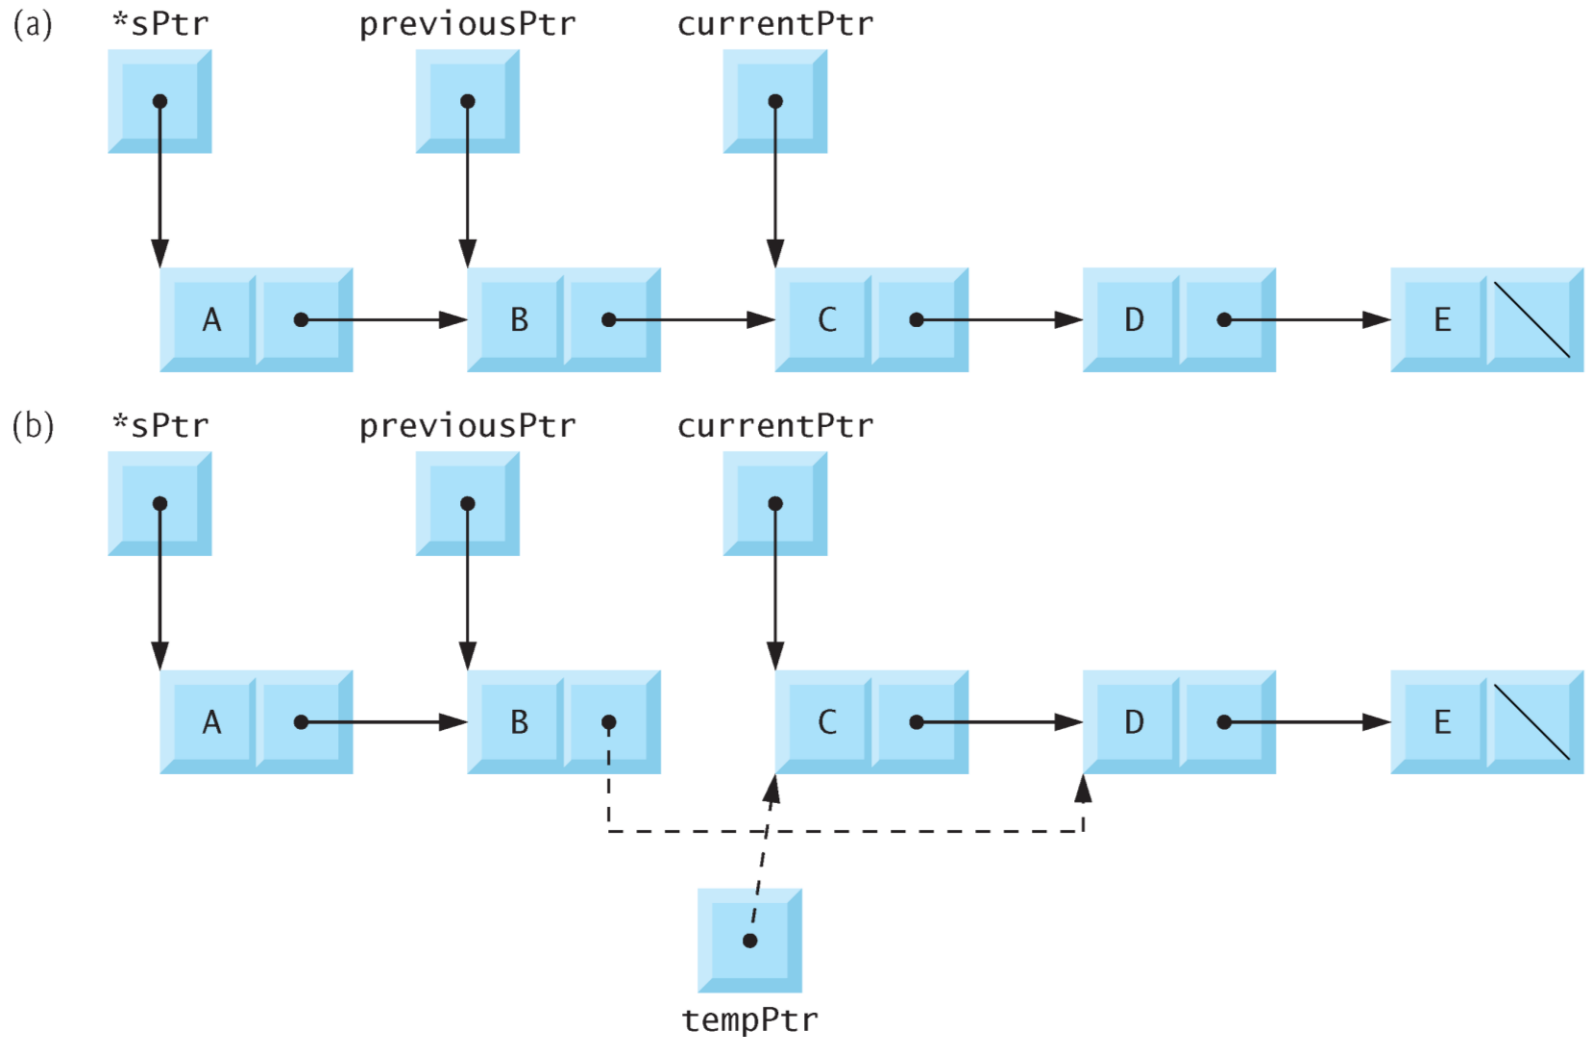 (a) *sPtr previousPtr currentPtr
A B C D E
(b) *sPtr previousPtr currentPtr
A B C D E
tempPtr